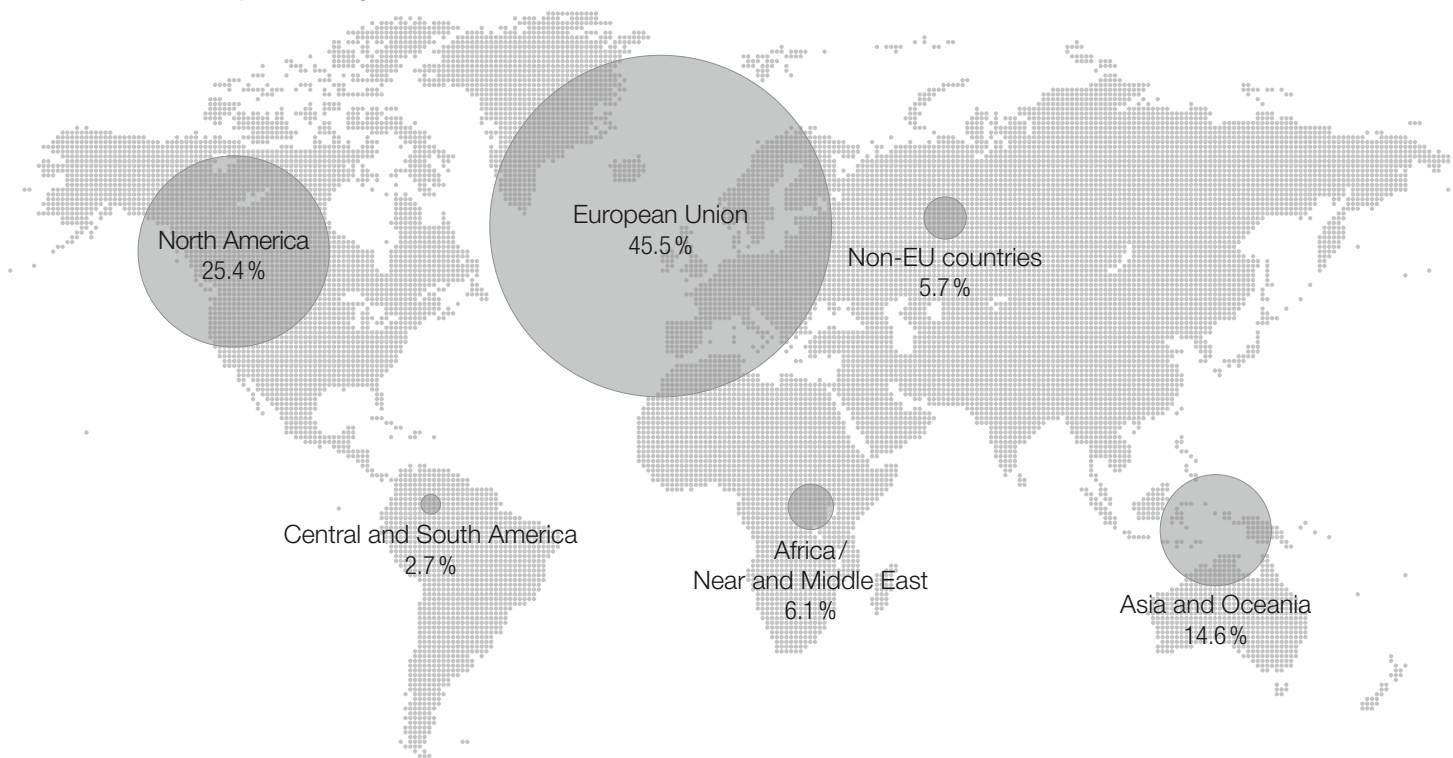 North America
25.4 %
European Union
45.5 %
Non-EU countries
5.7 %
Central and South America
2.7 %
Africa /
Near and Middle East
6.1 %
Asia and Oceania
14.6 %